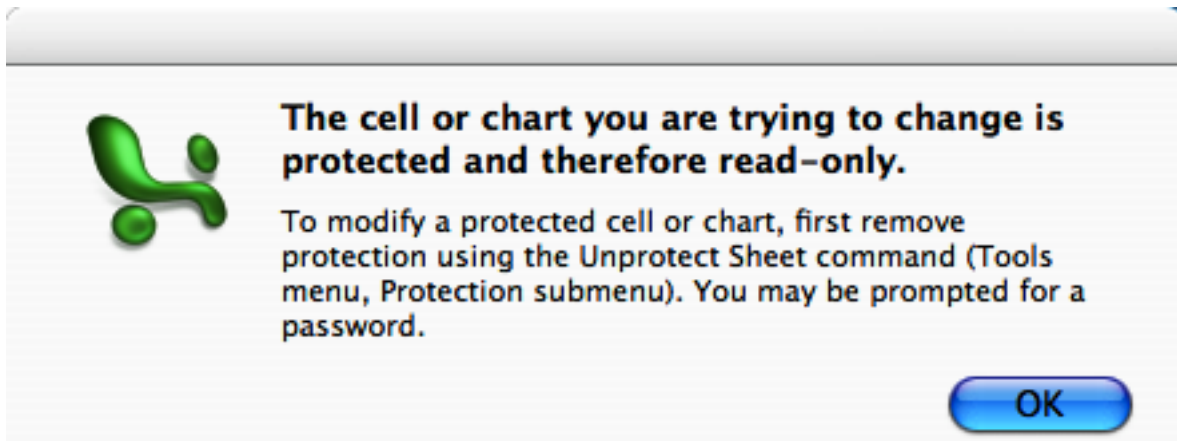 The cell or chart you are trying to change is
protected and therefore read-only.
To modify a protected cell or chart, first remove
protection using the Unprotect Sheet command (Tools
menu, Protection submenu). You may be prompted for a
password.
OK